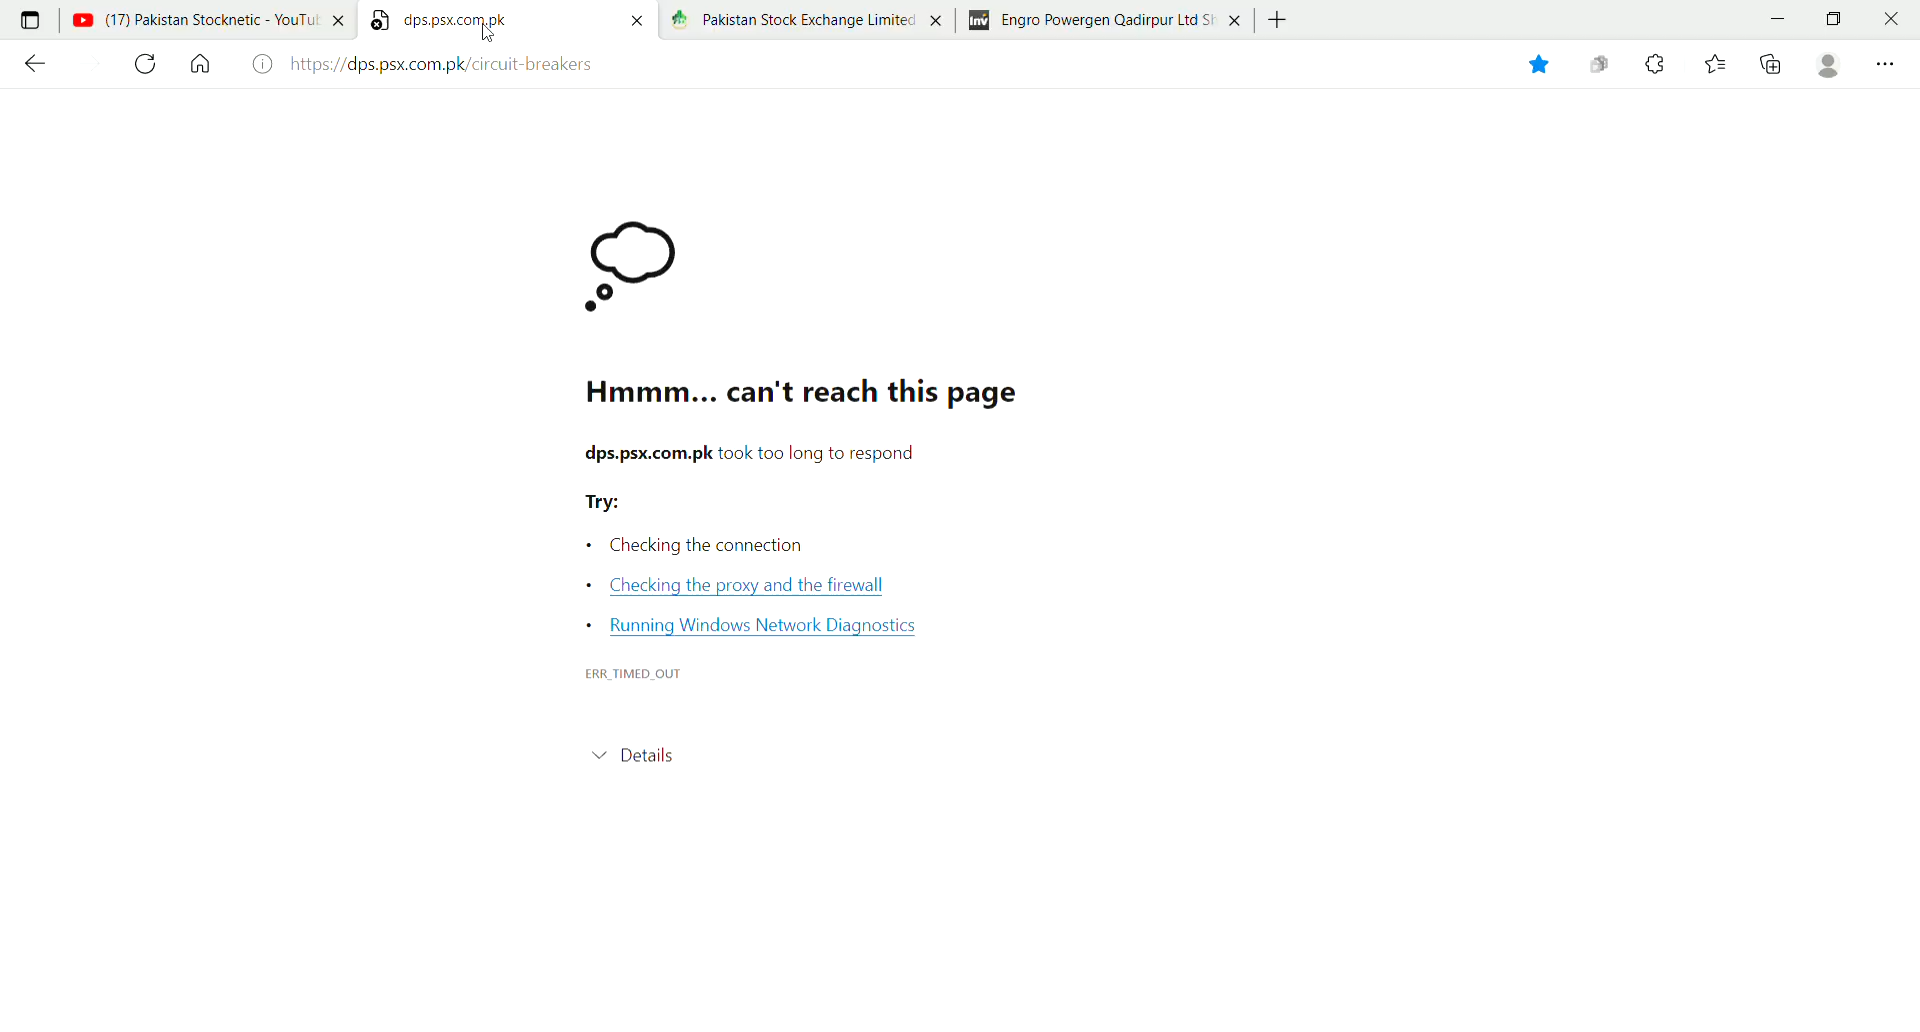 (17) Pakistan Stocknetic - YouTu
dps.psx.com.pk
Pakistan Stock Exchange Limited
inv
Engro Powergen Qadirpur Ltd Sh
https://dps.psx.com.pk/circuit-breakers
Hmmm... can't reach this page
dps.psx.com.pk took too long to respond
Try:
• Checking the connection
• Checking the proxy and the firewall
• Running Windows Network Diagnostics
ERR_TIMED_OUT
Details